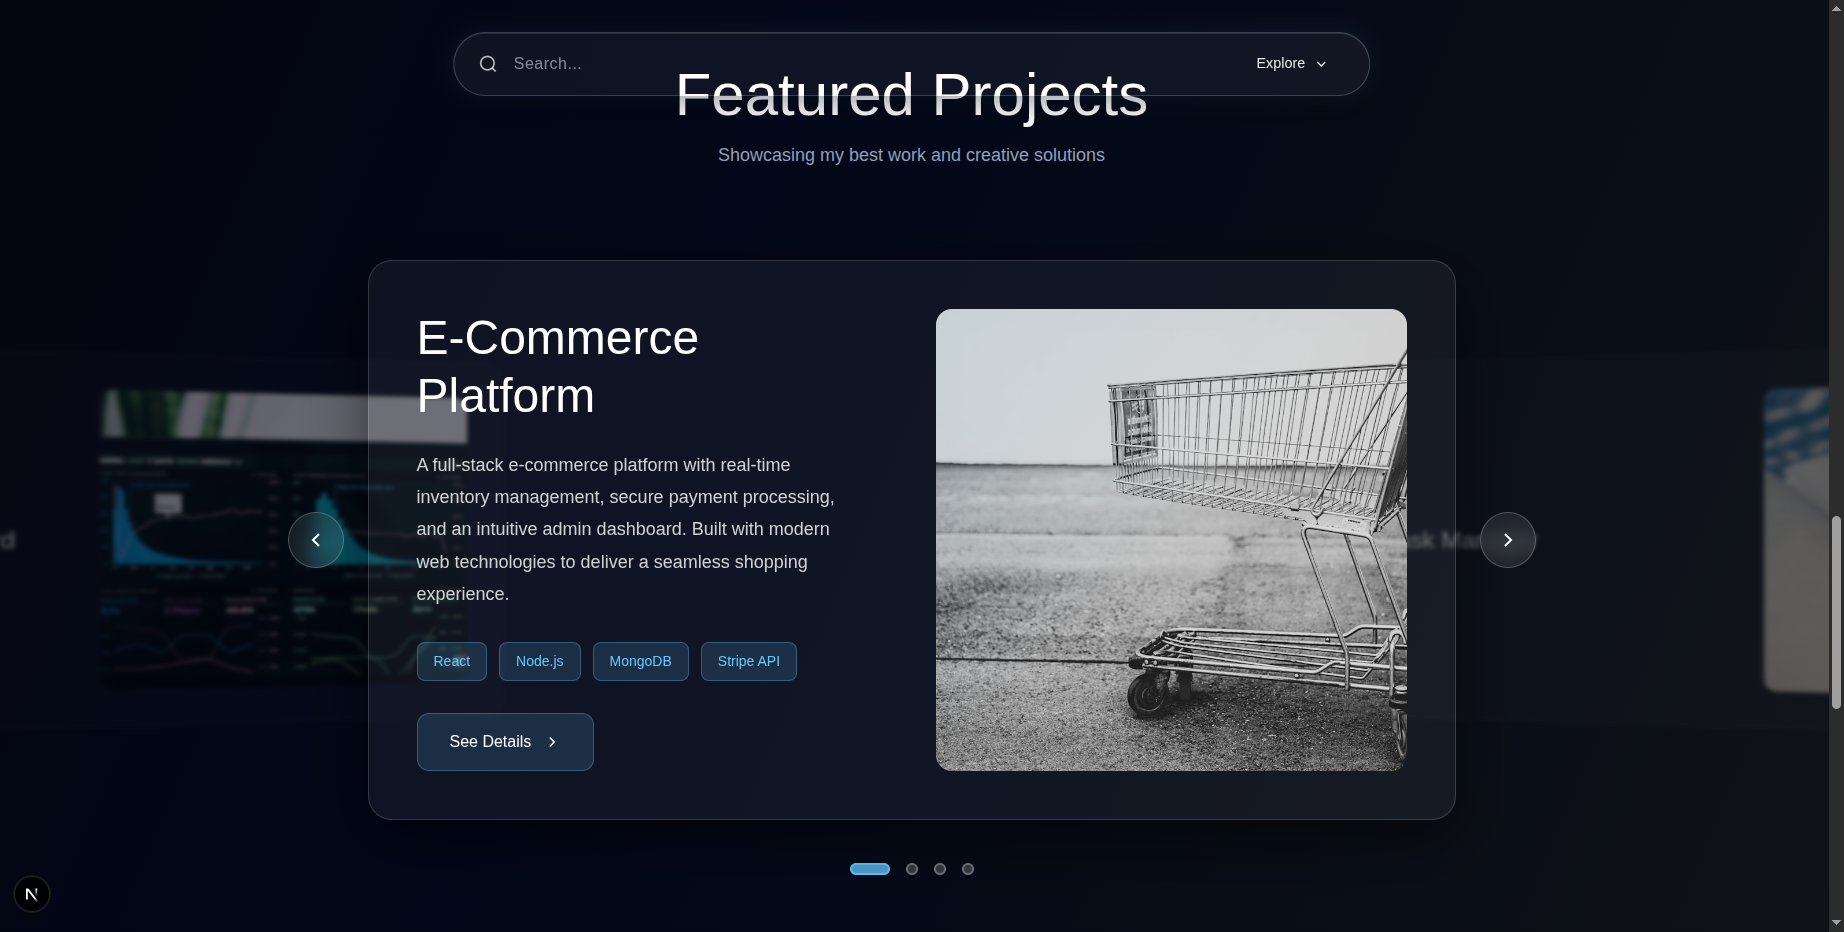 Search...
Explore
Featured Projects
Showcasing my best work and creative solutions
E-Commerce
Platform
A full-stack e-commerce platform with real-time
inventory management, secure payment processing,
and an intuitive admin dashboard. Built with modern
web technologies to deliver a seamless shopping
experience.
React
Node.js
MongoDB
Stripe API
See Details
N